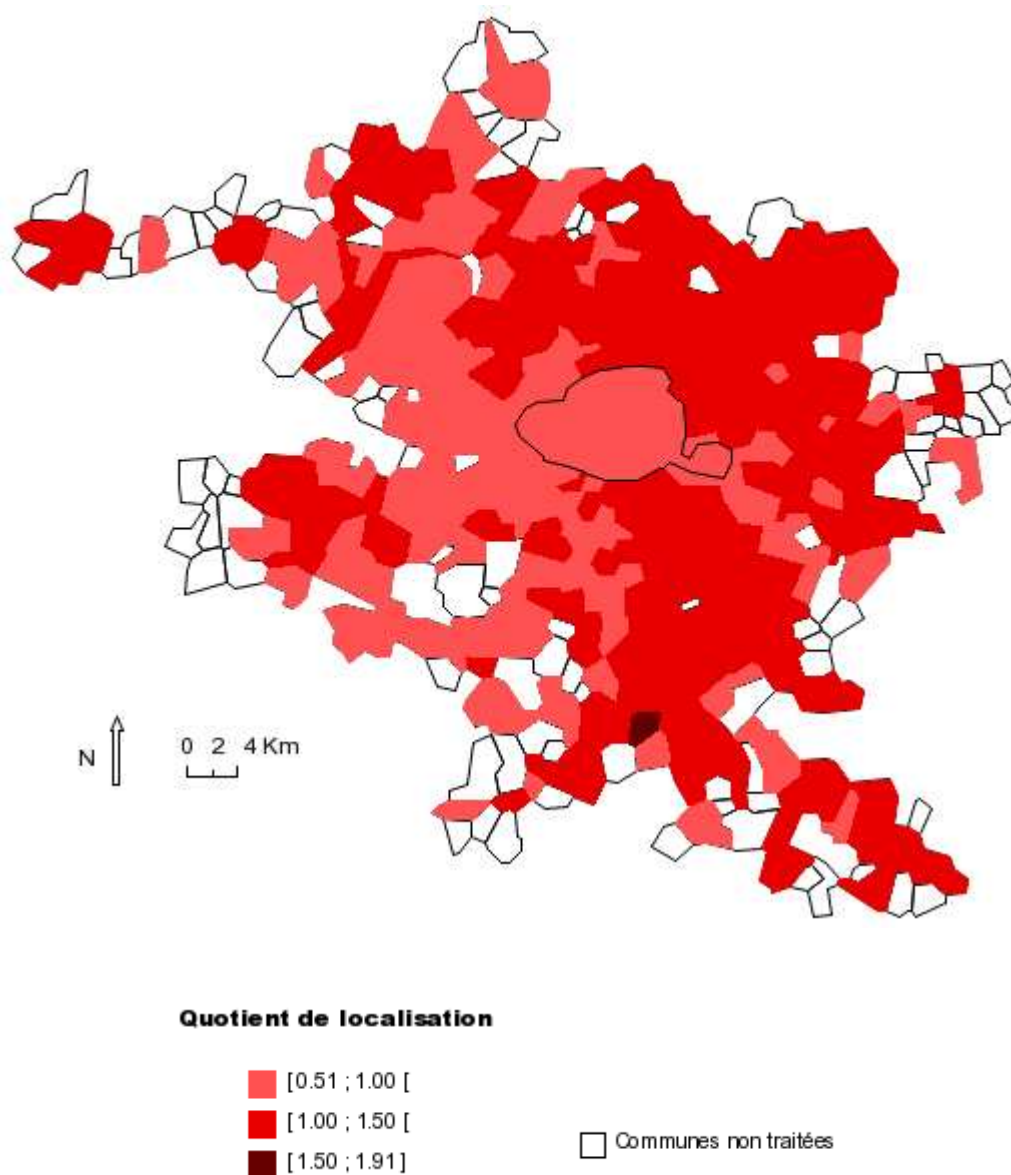 N
0 2 4 Km
Quotient de localisation
[0.51 ; 1.00 [
[1.00 ; 1.50 [
[1.50 ; 1.91]
Communes non traitées